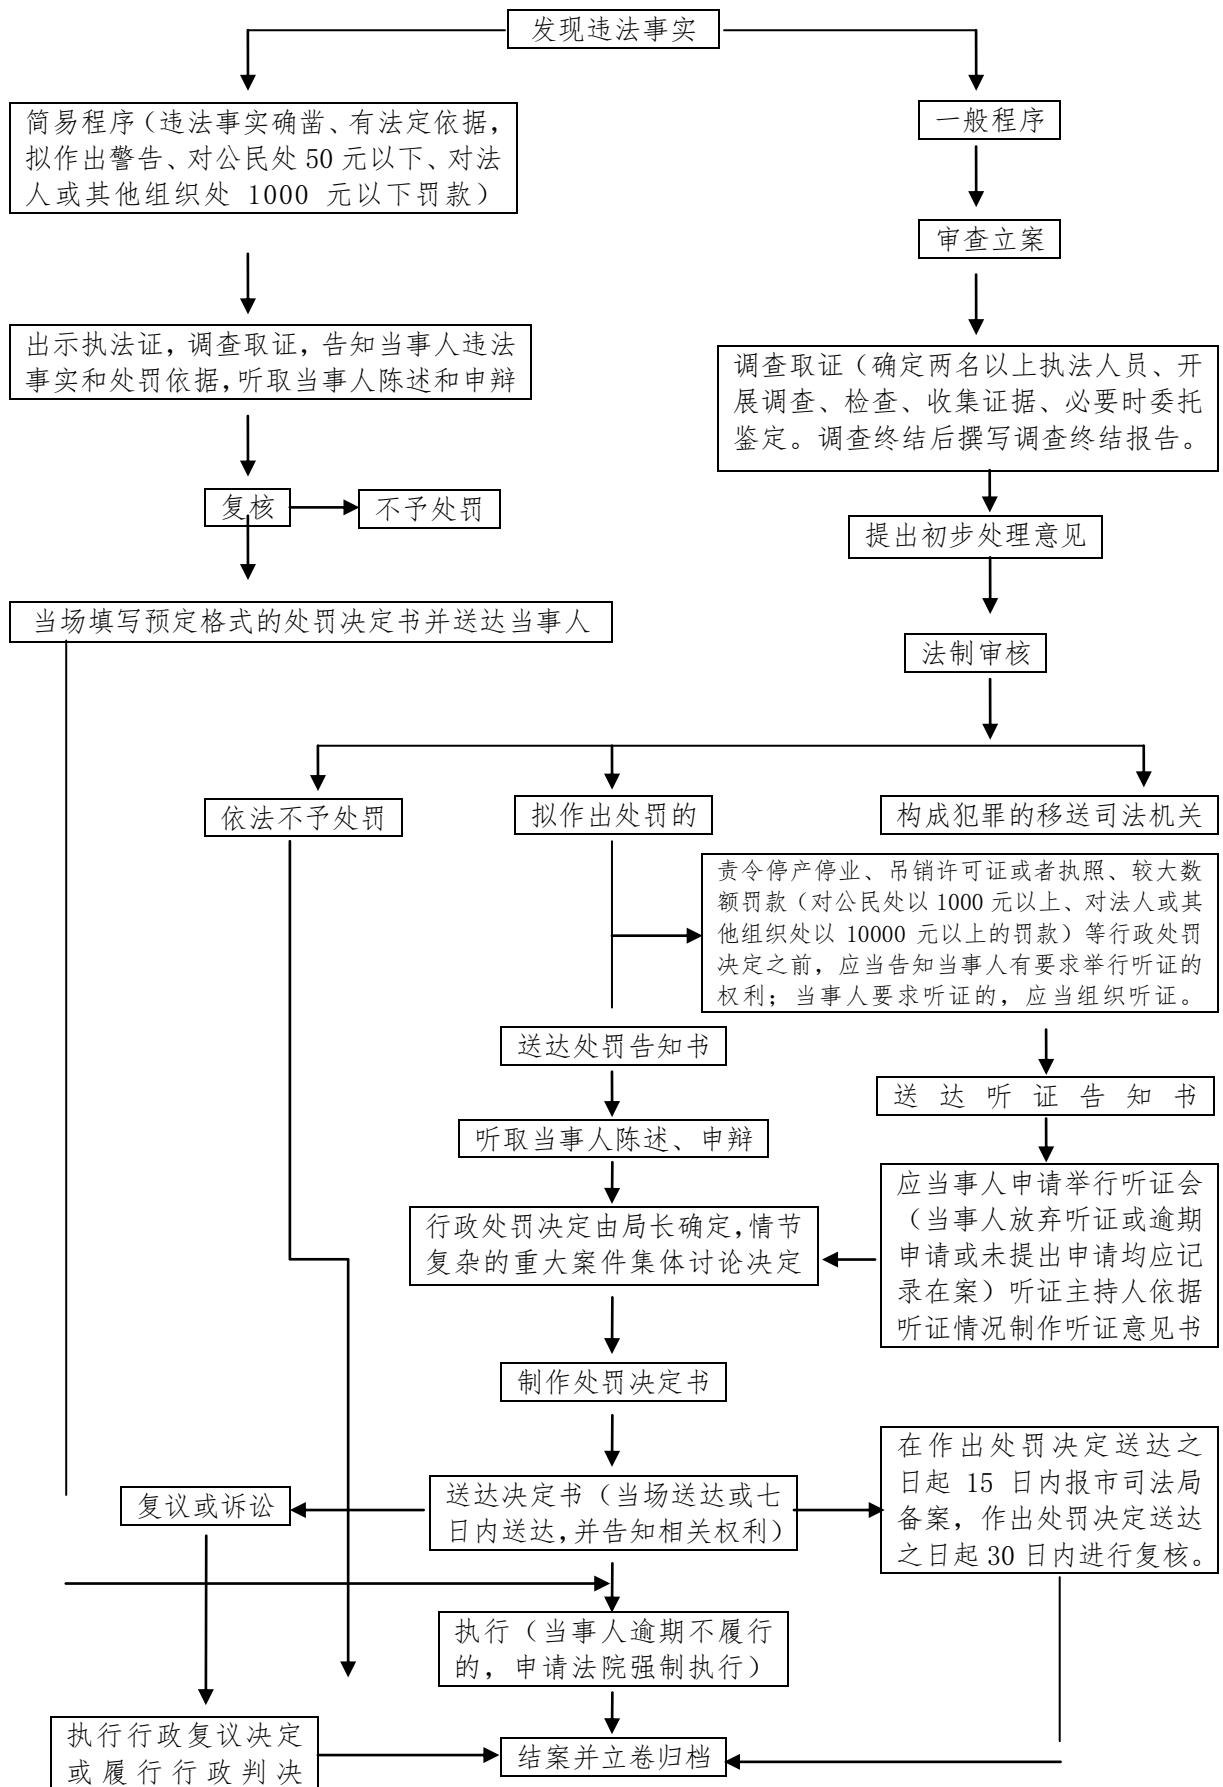 发现违法事实
简易程序（违法事实确凿、有法定依据，
拟作出警告、对公民处 50 元以下、对法
人或其他组织处 1000 元以下罚款）
一般程序
审查立案
出示执法证，调查取证，告知当事人违法
事实和处罚依据，听取当事人陈述和申辩
调查取证（确定两名以上执法人员、开
展调查、检查、收集证据、必要时委托
鉴定。调查终结后撰写调查终结报告。
复核
不予处罚
提出初步处理意见
当场填写预定格式的处罚决定书并送达当事人
法制审核
依法不予处罚
拟作出处罚的
构成犯罪的移送司法机关
责令停产停业、吊销许可证或者执照、较大数
额罚款（对公民处以 1000 元以上、对法人或其
他组织处以 10000 元以上的罚款）等行政处罚
决定之前，应当告知当事人有要求举行听证的
权利；当事人要求听证的，应当组织听证。
送达处罚告知书
送达听证告知书
听取当事人陈述、申辩
应当事人申请举行听证会
（当事人放弃听证或逾期
申请或未提出申请均应记
录在案）听证主持人依据
听证情况制作听证意见书
行政处罚决定由局长确定，情节
复杂的重大案件集体讨论决定
制作处罚决定书
在作出处罚决定送达之
日起 15 日内报市司法局
备案，作出处罚决定送达
之日起 30 日内进行复核。
复议或诉讼
送达决定书（当场送达或七
日内送达，并告知相关权利）
执行（当事人逾期不履行
的，申请法院强制执行）
执行行政复议决定
或履行行政判决
结案并立卷归档